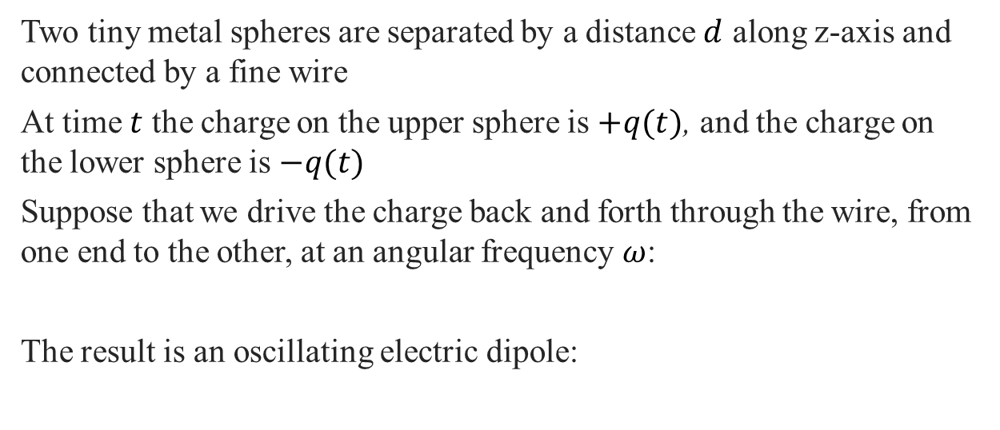 Two tiny metal spheres are separated by a distance d along z-axis and
connected by a fine wire
At time t the charge on the upper sphere is +q(t), and the charge on
the lower sphere is −q(t)
Suppose that we drive the charge back and forth through the wire, from
one end to the other, at an angular frequency ω:
The result is an oscillating electric dipole: